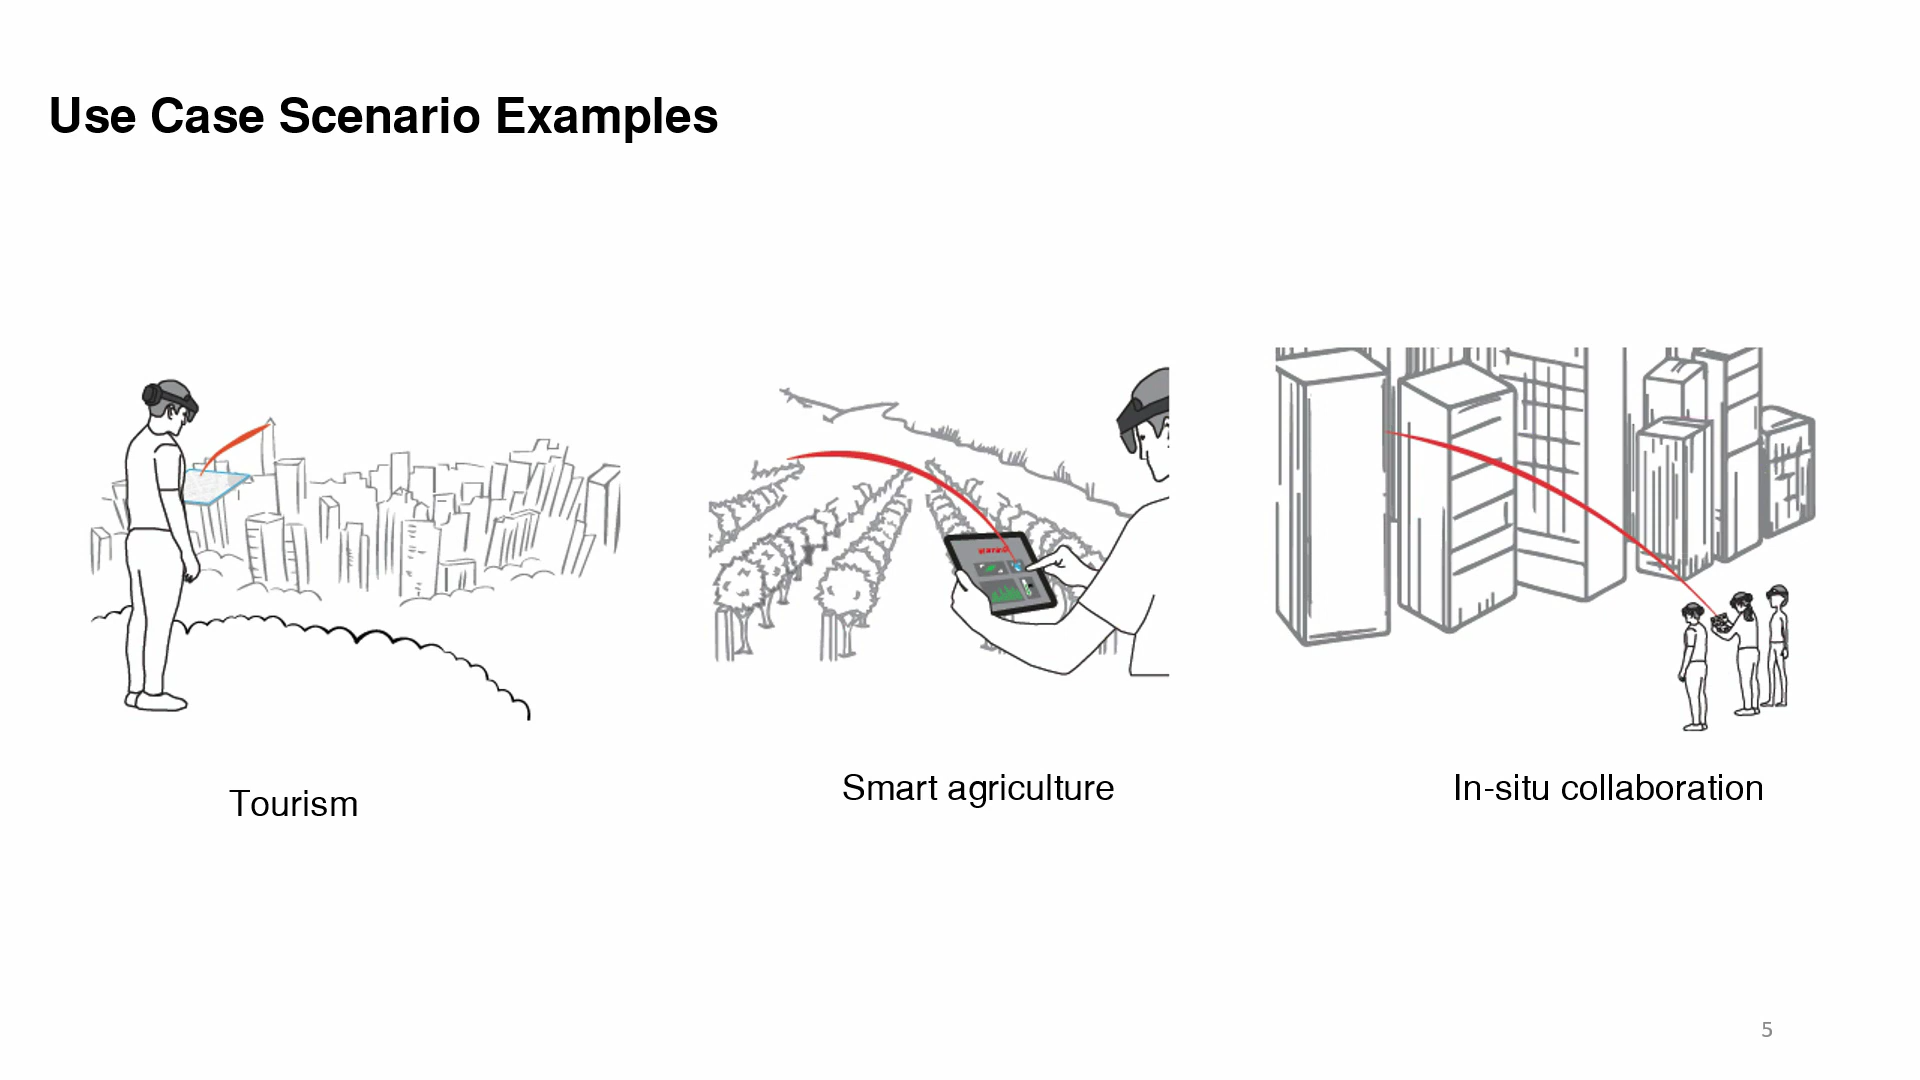 Use Case Scenario Examples
Tourism
Smart agriculture
In-situ collaboration
5